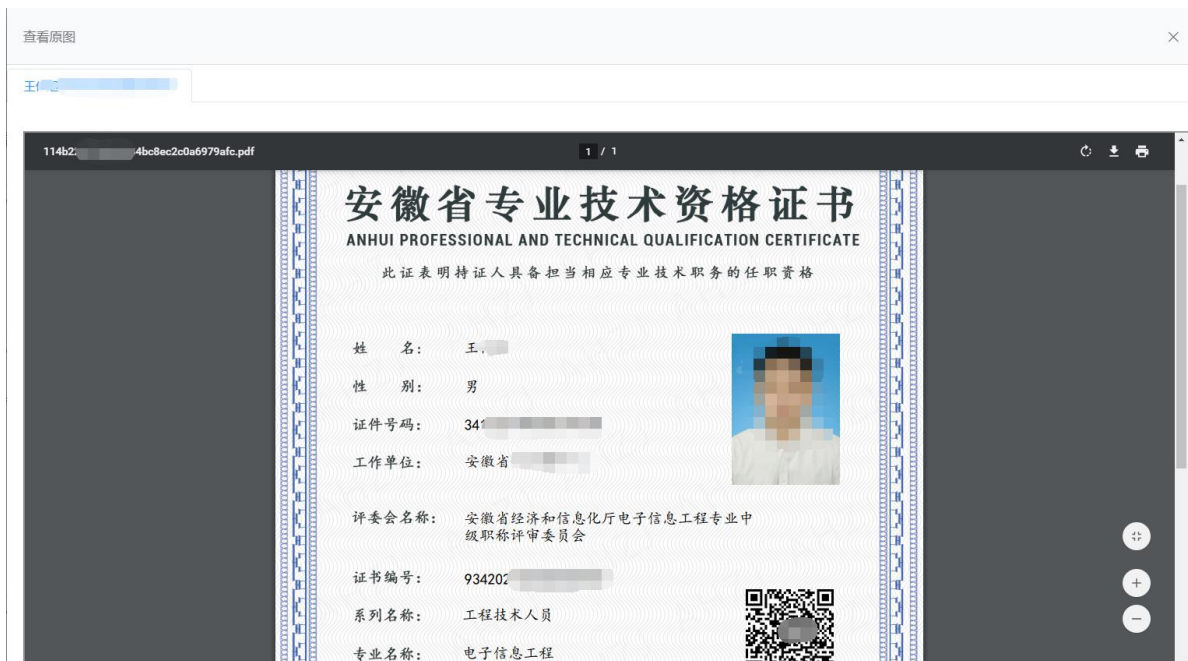 查看原图
王
114b2 4bc8ec2c0a6979afc.pdf
1 / 1
安徽省专业技术资格证书
ANHUI PROFESSIONAL AND TECHNICAL QUALIFICATION CERTIFICATE
此证表明持证人具备担当相应专业技术职务的任职资格
姓 名: 王
性 别: 男
证件号码: 34
工作单位: 安徽省
评委会名称: 安徽省经济和信息化厅电子信息工程专业中
级职称评审委员会
证书编号: 934202
系列名称: 工程技术人员
专业名称: 电子信息工程